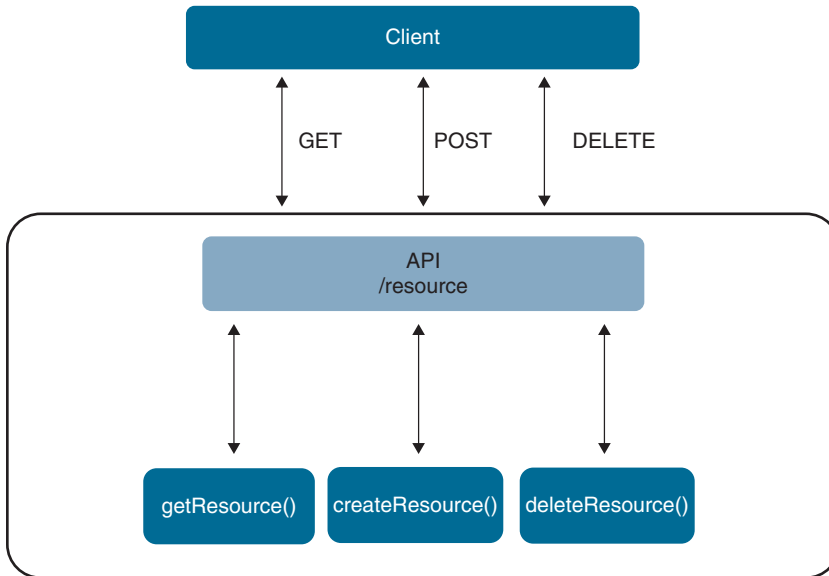 Client
GET
POST
DELETE
API
/resource
getResource()
createResource()
deleteResource()